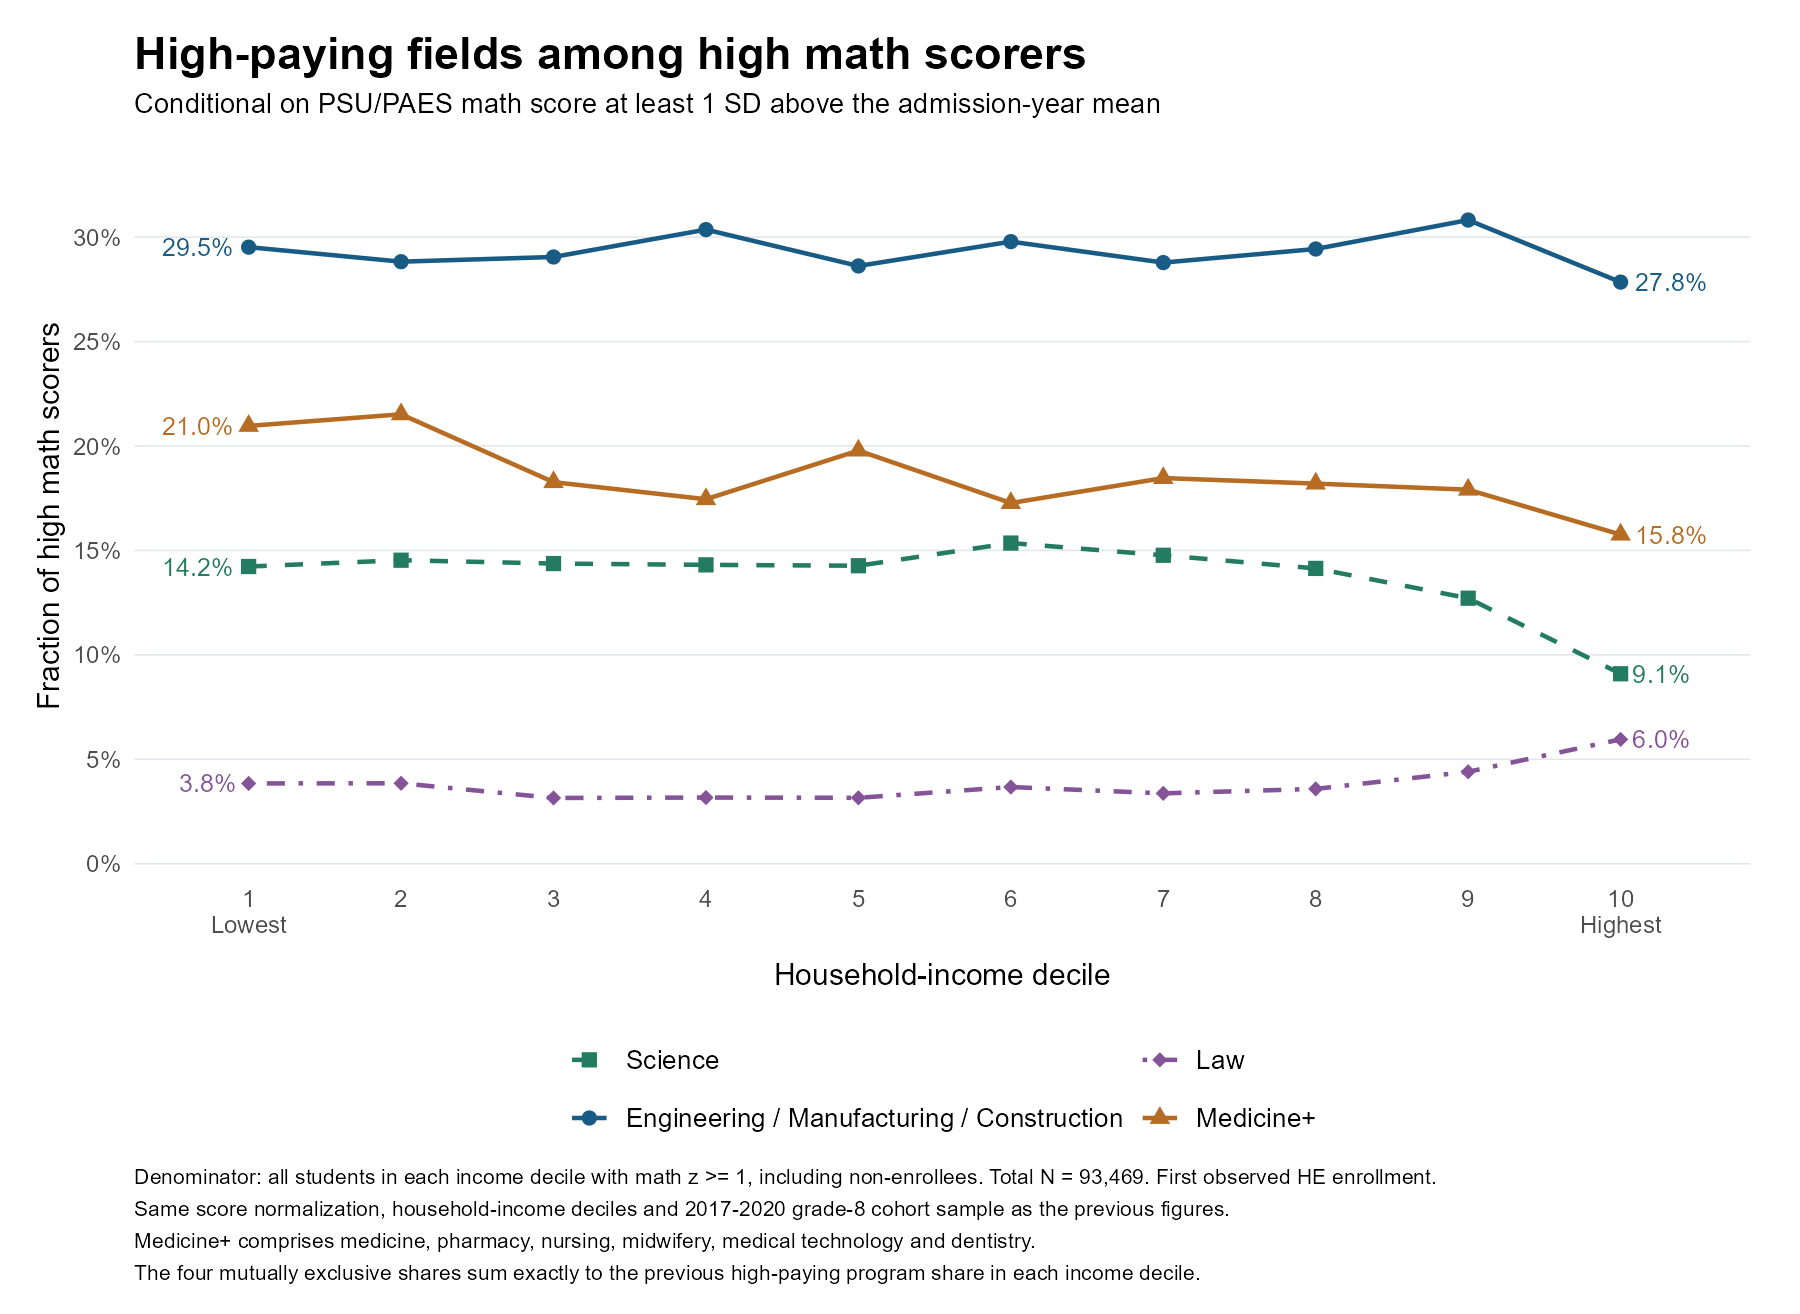 High-paying fields among high math scorers
Conditional on PSU/PAES math score at least 1 SD above the admission-year mean
Fraction of high math scorers
30%
25%
20%
15%
10%
5%
0%
29.5%
27.8%
21.0%
15.8%
14.2%
9.1%
3.8%
6.0%
1 2 3 4 5 6 7 8 9 10
Lowest Highest
Household-income decile
Science Law
Engineering / Manufacturing / Construction Medicine+
Denominator: all students in each income decile with math z >= 1, including non-enrollees. Total N = 93,469. First observed HE enrollment.
Same score normalization, household-income deciles and 2017-2020 grade-8 cohort sample as the previous figures.
Medicine+ comprises medicine, pharmacy, nursing, midwifery, medical technology and dentistry.
The four mutually exclusive shares sum exactly to the previous high-paying program share in each income decile.